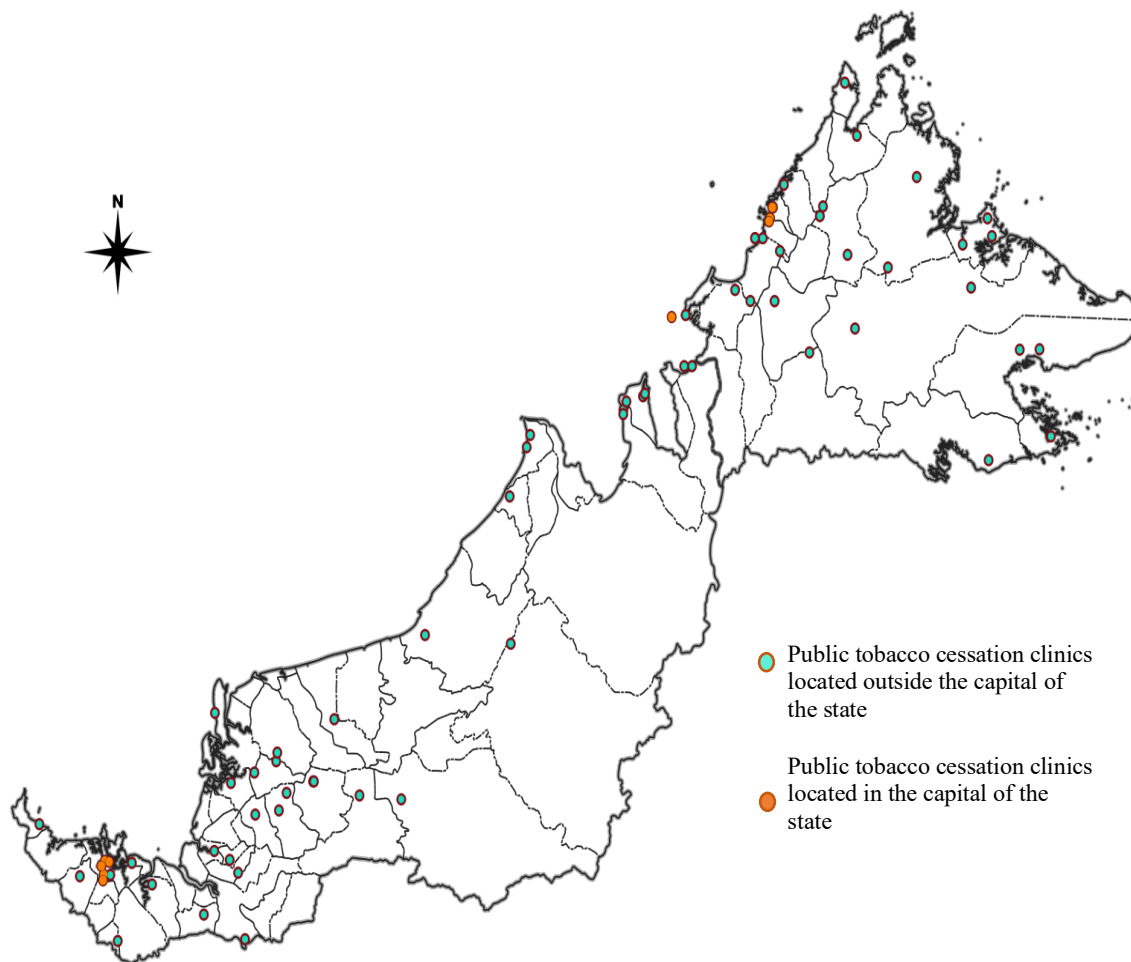 N
Public tobacco cessation clinics
located outside the capital of
the state
Public tobacco cessation clinics
located in the capital of the
state